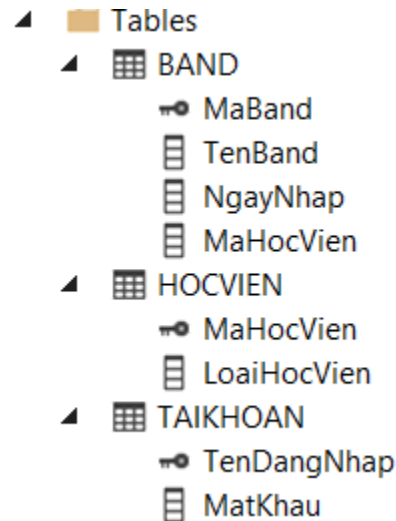 Tables
BAND
MaBand
TenBand
NgayNhap
MaHocVien
HOCVIEN
MaHocVien
LoaiHocVien
TAIKHOAN
TenDangNhap
MatKhau